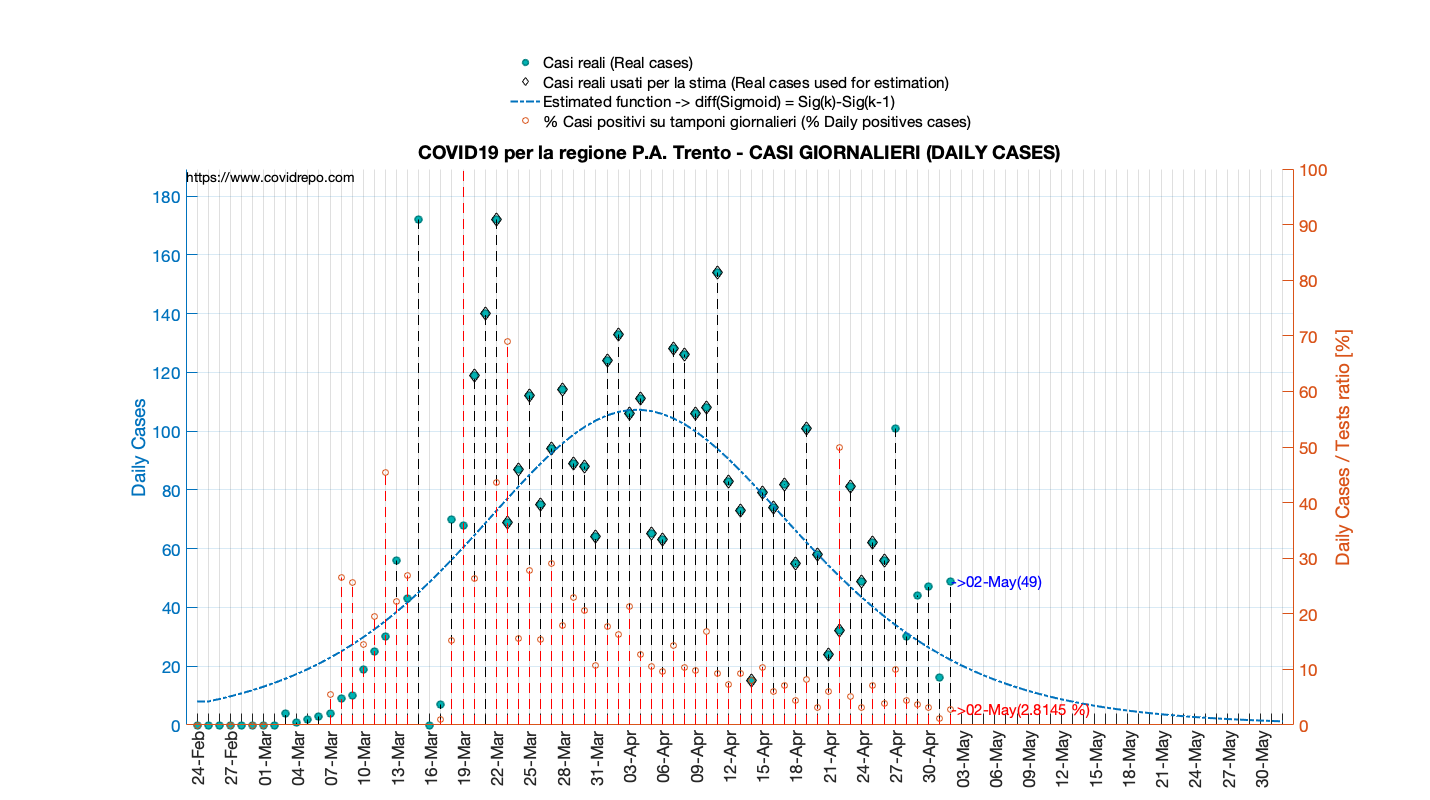 Casi reali (Real cases)
Casi reali usati per la stima (Real cases used for estimation)
Estimated function -> diff(Sigmoid) = Sig(k)-Sig(k-1)
% Casi positivi su tamponi giornalieri (% Daily positives cases)
COVID19 per la regione P.A. Trento - CASI GIORNALIERI (DAILY CASES)
https://www.covidrepo.com
Daily Cases
180
160
140
120
100
80
60
40
20
0
100
90
80
70
60
50
40
30
20
10
0
Daily Cases / Tests ratio [%]
->02-May(49)
->02-May(2.8145 %)
24-Feb
27-Feb
01-Mar
04-Mar
07-Mar
10-Mar
13-Mar
16-Mar
19-Mar
22-Mar
25-Mar
28-Mar
31-Mar
03-Apr
06-Apr
09-Apr
12-Apr
15-Apr
18-Apr
21-Apr
24-Apr
27-Apr
30-Apr
03-May
06-May
09-May
12-May
15-May
18-May
21-May
24-May
27-May
30-May